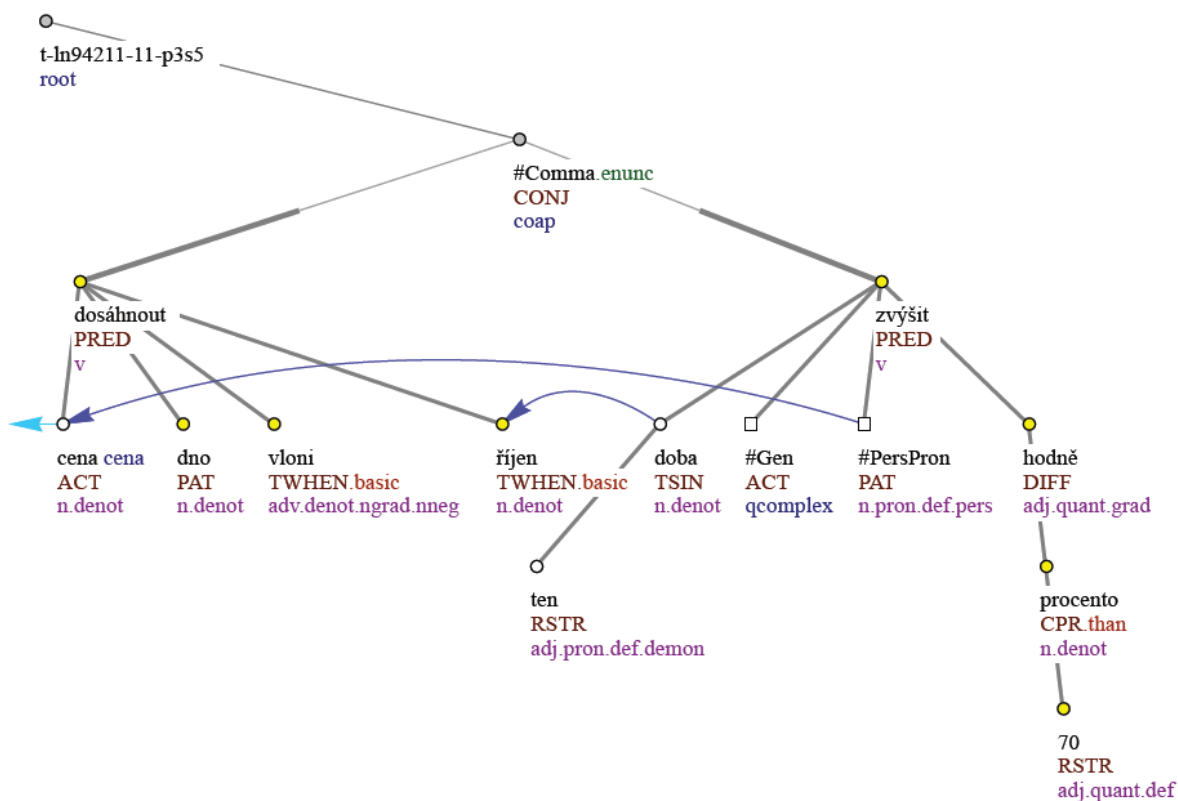 t-ln94211-11-p3s5
root
#Comma.enunc
CONJ
coap
dosáhnout
PRED
v
zvýšit
PRED
v
cena cena
ACT
n.denot
dno
PAT
n.denot
vloni
TWHEN.basic
adv.denot.ngrad.nneg
říjen
TWHEN.basic
n.denot
doba
TSIN
n.denot
#Gen
ACT
qcomplex
#PersPron
PAT
n.pron.def.pers
hodně
DIFF
adj.quant.grad
ten
RSTR
adj.pron.def.demon
procento
CPR.than
n.denot
70
RSTR
adj.quant.def